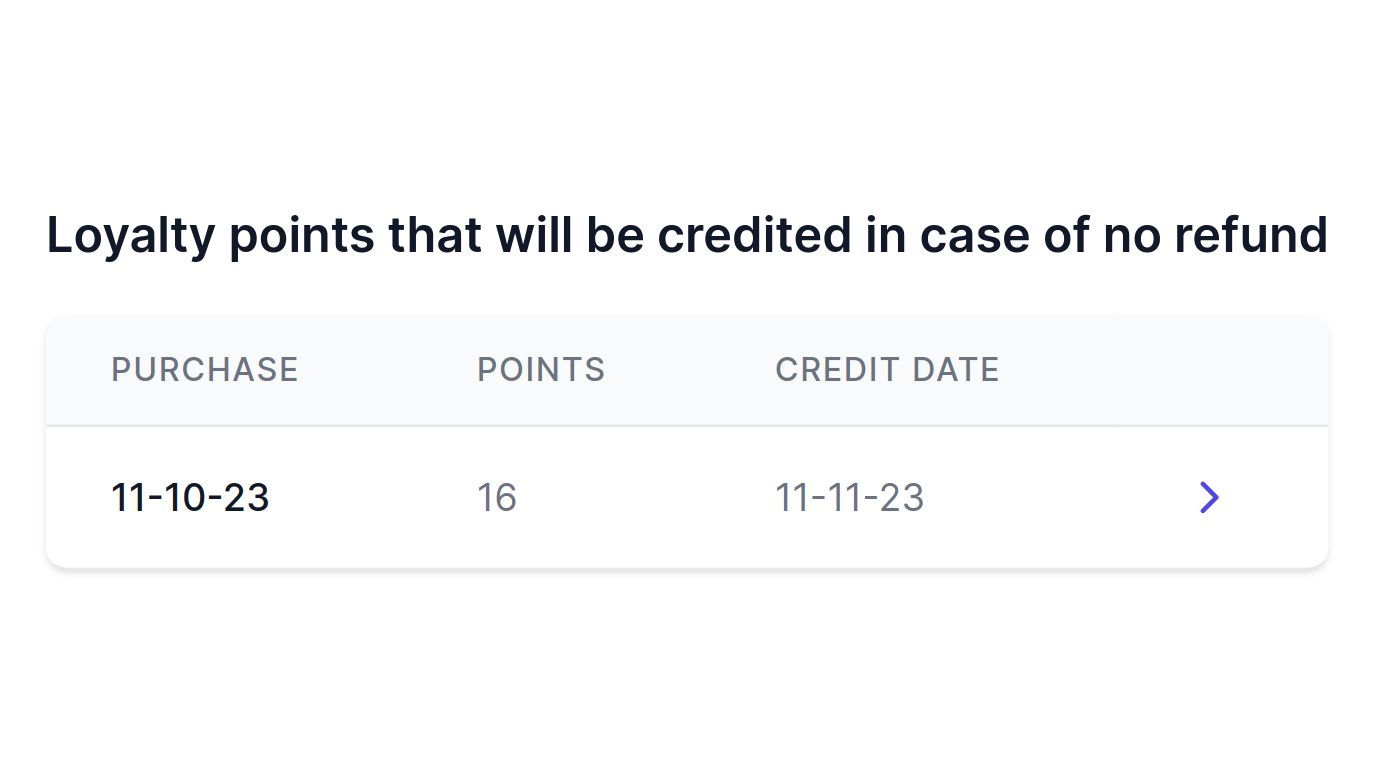 Loyalty points that will be credited in case of no refund
PURCHASE POINTS CREDIT DATE
11-10-23 16 11-11-23